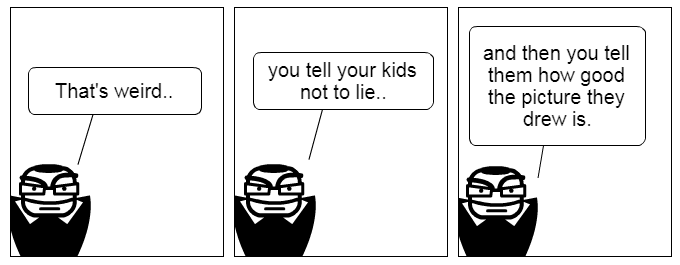 That's weird..
you tell your kids
not to lie..
and then you tell
them how good
the picture they
drew is.